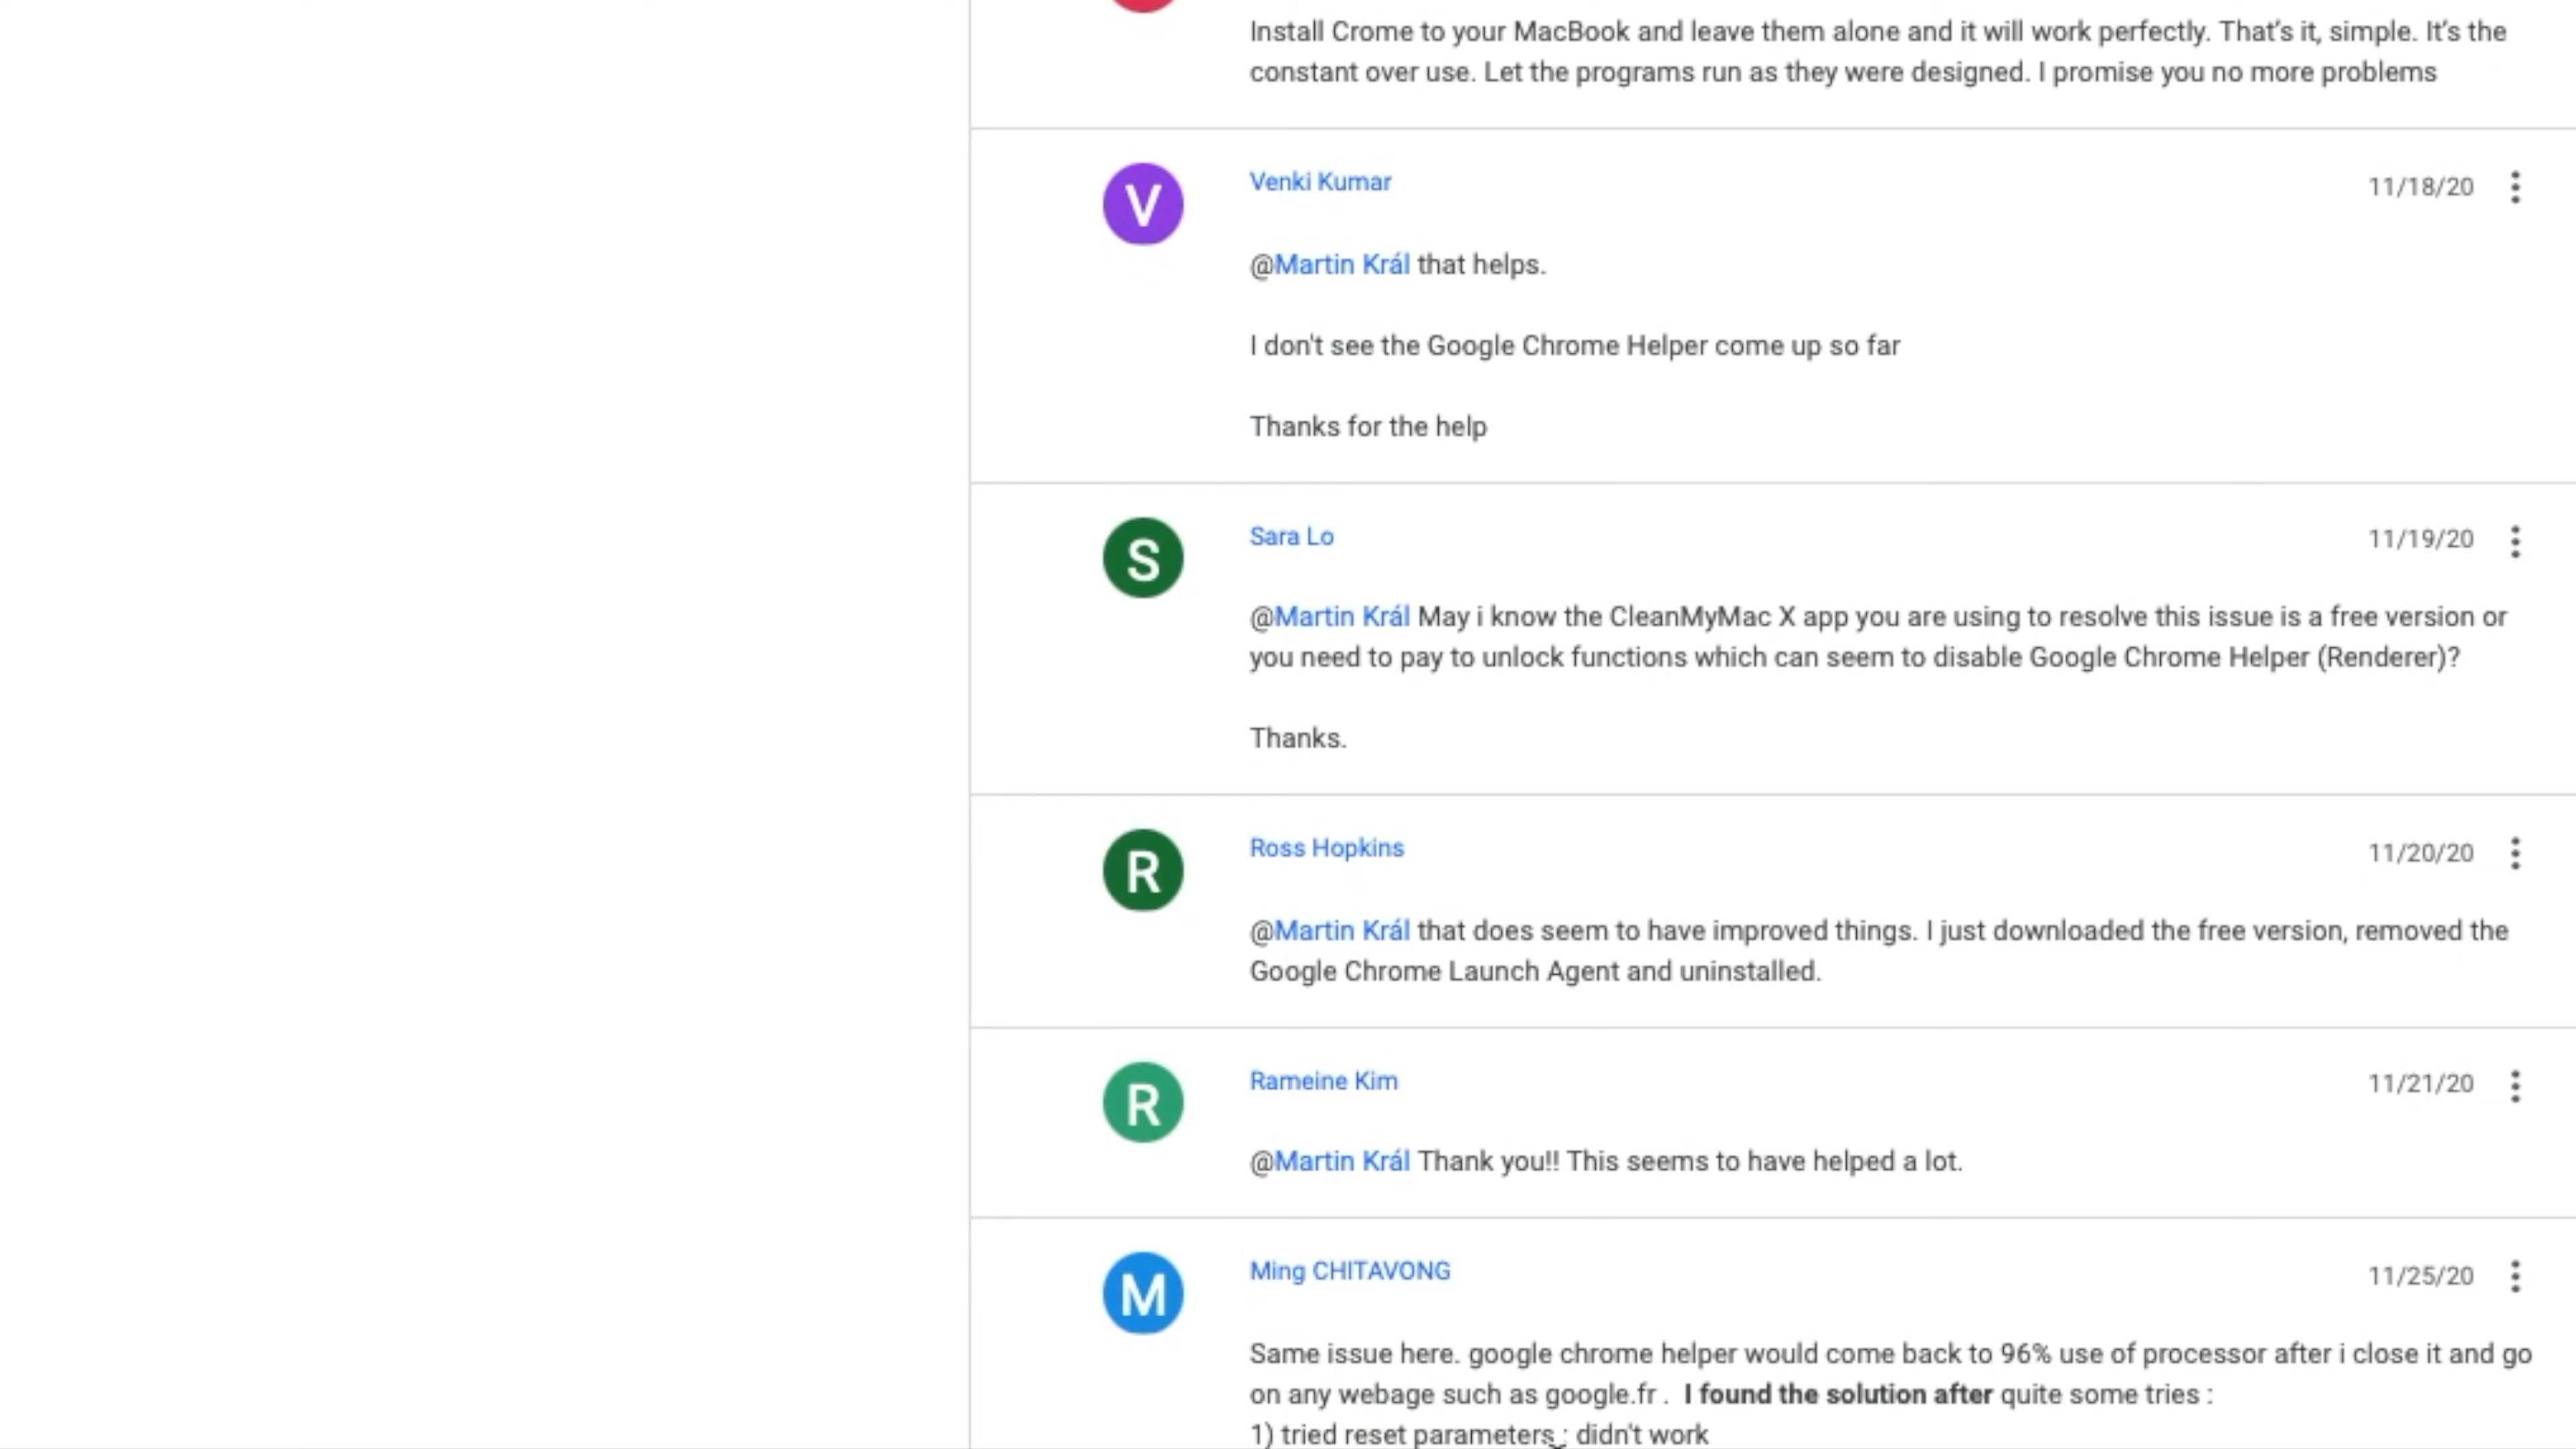 Install Crome to your MacBook and leave them alone and it will work perfectly. That's it, simple. It's the
constant over use. Let the programs run as they were designed. I promise you no more problems
V
Venki Kumar
11/18/20
@Martin Král that helps.
I don't see the Google Chrome Helper come up so far
Thanks for the help
S
Sara Lo
11/19/20
@Martin Král May i know the CleanMyMac X app you are using to resolve this issue is a free version or
you need to pay to unlock functions which can seem to disable Google Chrome Helper (Renderer)?
Thanks.
R
Ross Hopkins
11/20/20
@Martin Král that does seem to have improved things. I just downloaded the free version, removed the
Google Chrome Launch Agent and uninstalled.
R
Rameine Kim
11/21/20
@Martin Král Thank you!! This seems to have helped a lot.
M
Ming CHITAVONG
11/25/20
Same issue here. google chrome helper would come back to 96% use of processor after i close it and go
on any webage such as google.fr . I found the solution after quite some tries :
1) tried reset parameters : didn't work